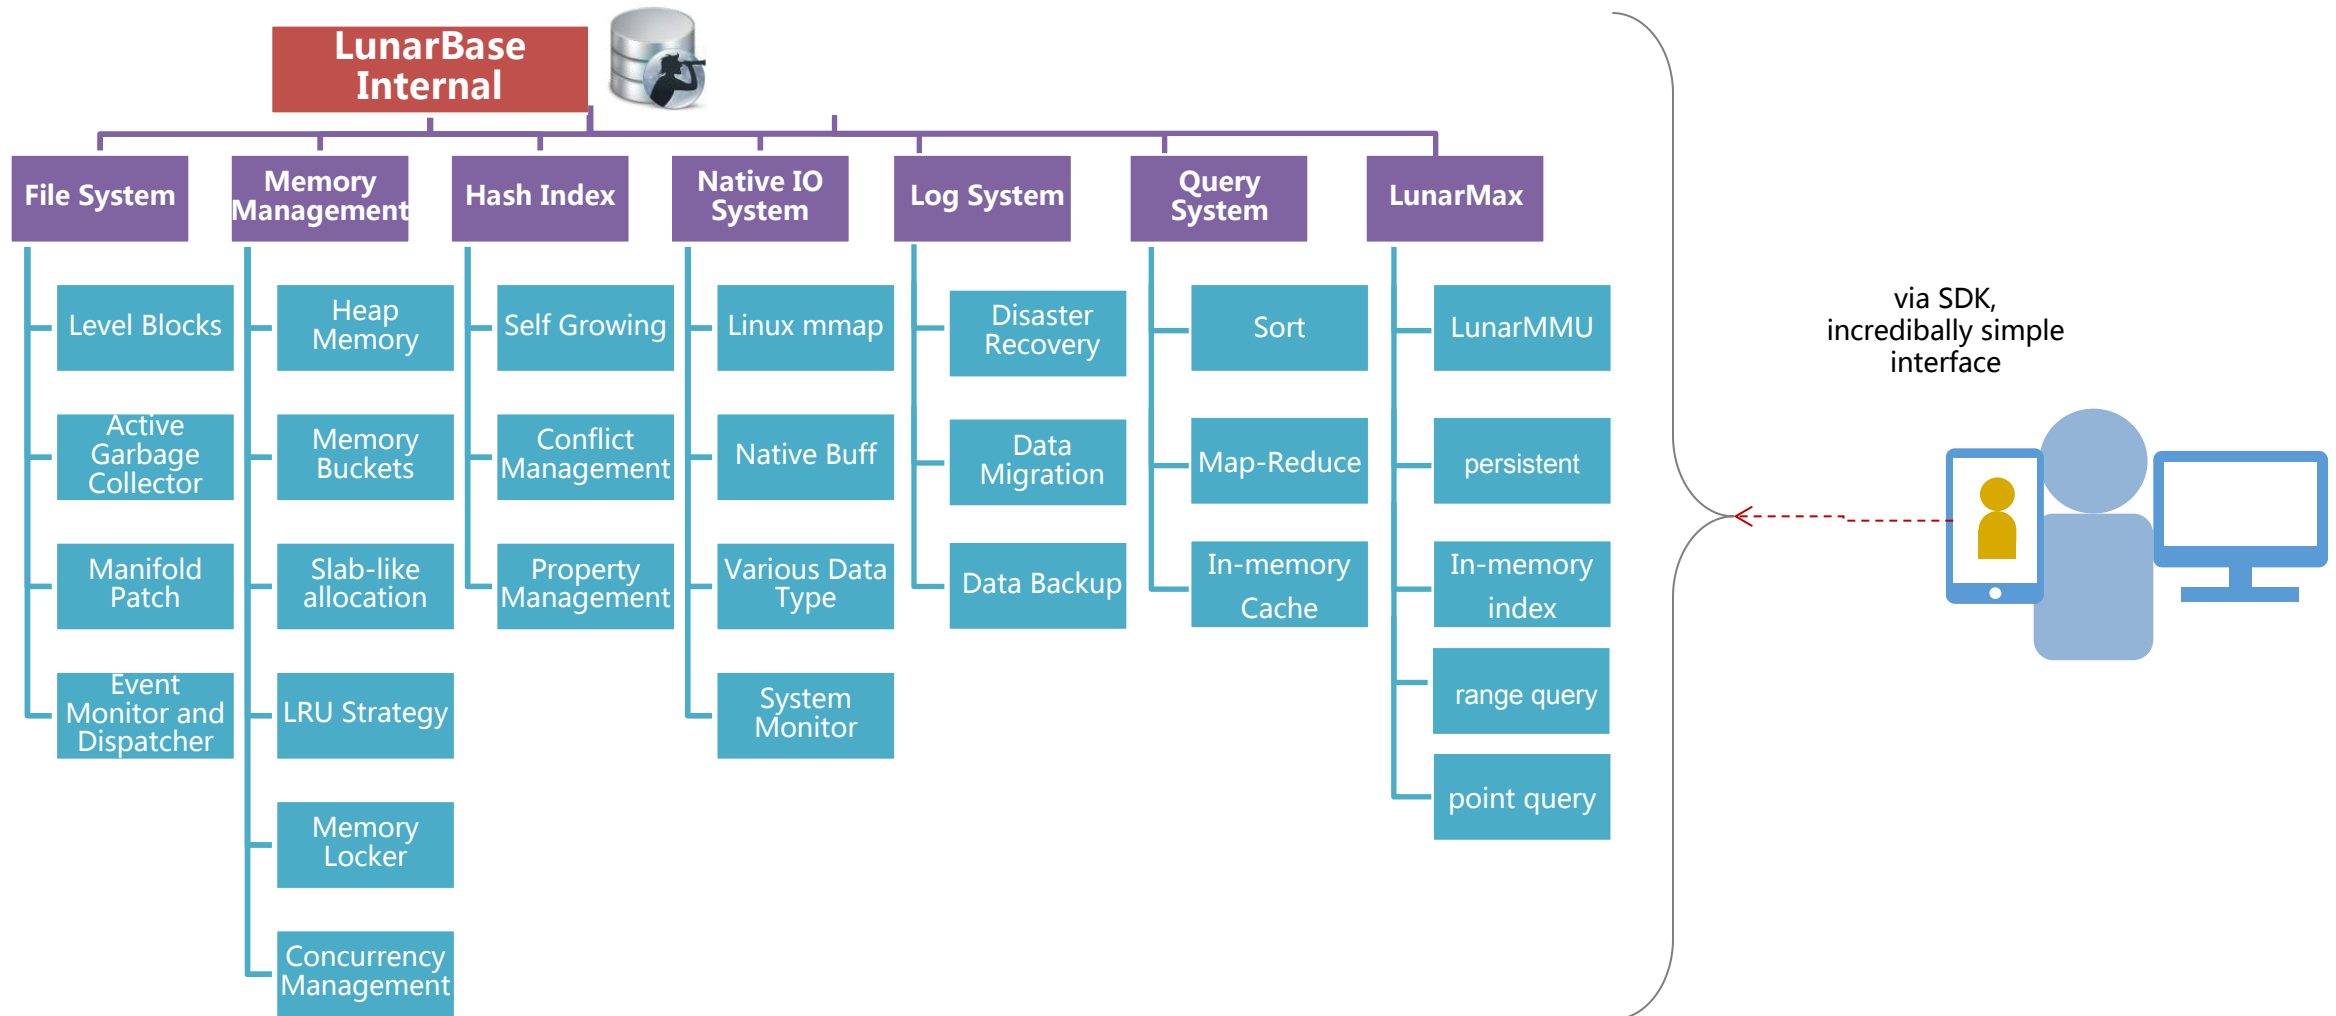 LunarBase
Internal
File System
Memory
Management
Hash Index
Native IO
System
Log System
Query
System
LunarMax
Level Blocks
Active
Garbage
Collector
Manifold
Patch
Event
Monitor and
Dispatcher
Heap
Memory
Memory
Buckets
Slab-like
allocation
LRU Strategy
Memory
Locker
Concurrency
Management
Self Growing
Conflict
Management
Property
Management
Linux mmap
Native Buff
Various Data
Type
System
Monitor
Disaster
Recovery
Data
Migration
Data Backup
Sort
Map-Reduce
In-memory
Cache
LunarMMU
persistent
In-memory
index
range query
point query
via SDK,
incredibally simple
interface